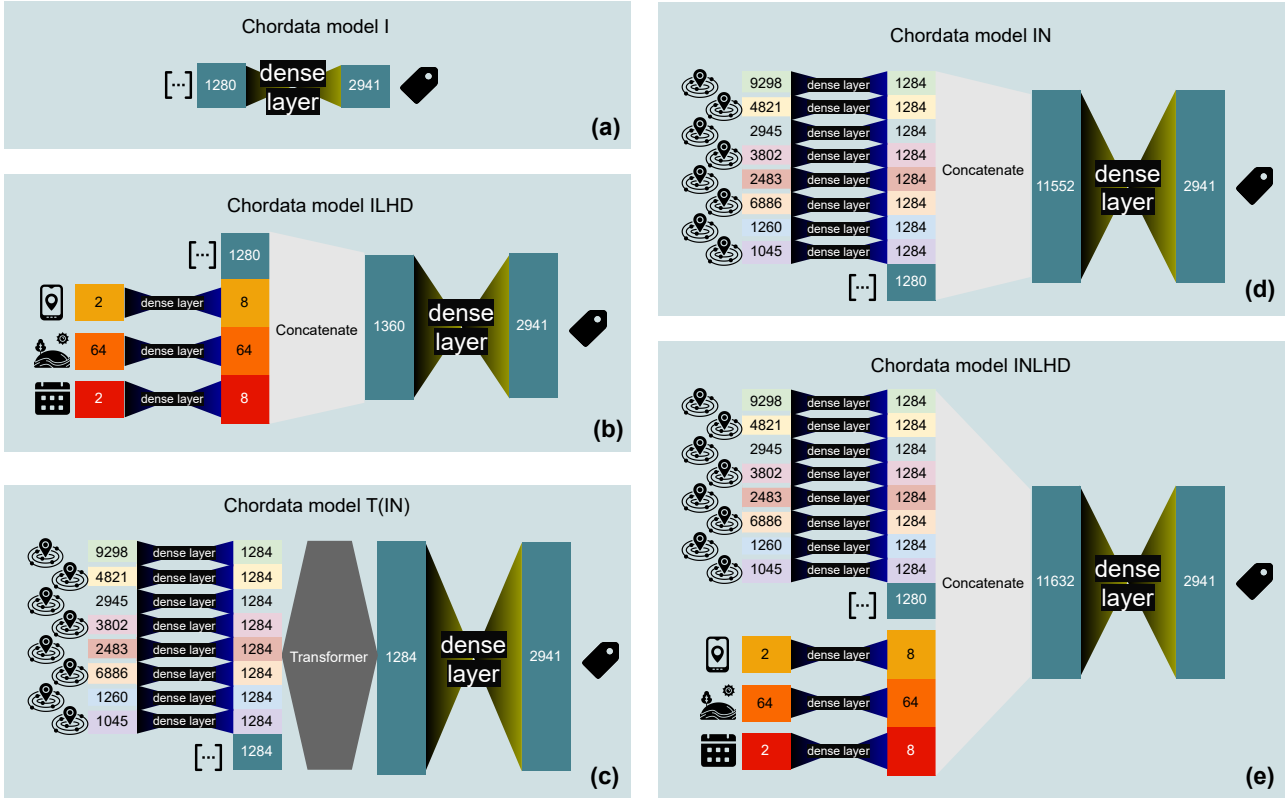 Chordata model I
[...]
1280
dense
layer
2941
(a)
Chordata model ILHD
[...]
1280
2
dense layer
8
64
dense layer
64
2
dense layer
8
Concatenate
1360
dense
layer
2941
(b)
Chordata model T(IN)
9298 dense layer 1284
4821 dense layer 1284
2945 dense layer 1284
3802 dense layer 1284
2483 dense layer 1284
6886 dense layer 1284
1260 dense layer 1284
1045 dense layer 1284
[...] 1284
Transformer
1284
dense
layer
2941
(c)
Chordata model IN
9298 dense layer 1284
4821 dense layer 1284
2945 dense layer 1284
3802 dense layer 1284
2483 dense layer 1284
6886 dense layer 1284
1260 dense layer 1284
1045 dense layer 1284
[...] 1280
Concatenate
11552
dense
layer
2941
(d)
Chordata model INLHD
9298 dense layer 1284
4821 dense layer 1284
2945 dense layer 1284
3802 dense layer 1284
2483 dense layer 1284
6886 dense layer 1284
1260 dense layer 1284
1045 dense layer 1284
[...] 1280
2 dense layer 8
64 dense layer 64
2 dense layer 8
Concatenate
11632
dense
layer
2941
(e)